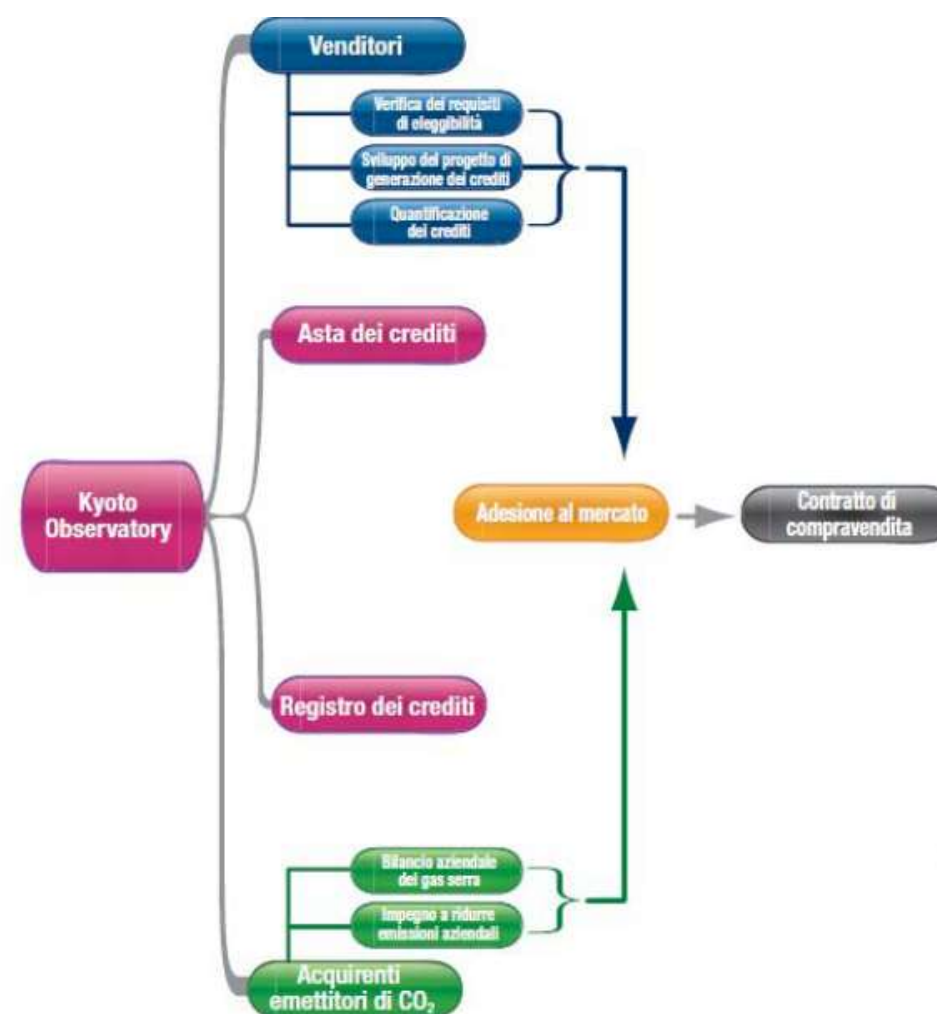 Venditori
Verifica dei requisiti
di eleggibilità
Sviluppo del progetto di
generazione dei crediti
Quantificazione
dei crediti
Asta dei crediti
Kyoto
Observatory
Adesione al mercato
Contratto di
compravendita
Registro dei crediti
Bilancio aziendale
dei gas serra
Impegno a ridurre
emissioni aziendali
Acquirenti
emettitori di CO₂